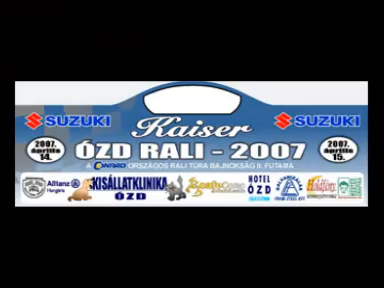 SUZUKI
Kaiser
SUZUKI
2007.
Április
14.
ÓZD RALI - 2007
2007.
Április
15.
A CONRAD ORSZÁGOS RALI TÚRA BAJNOKSÁG II. FUTAMA
Allianz
Hungária
KISÁLLATKLINIKA
ÓZD
HOTEL
ÓZD